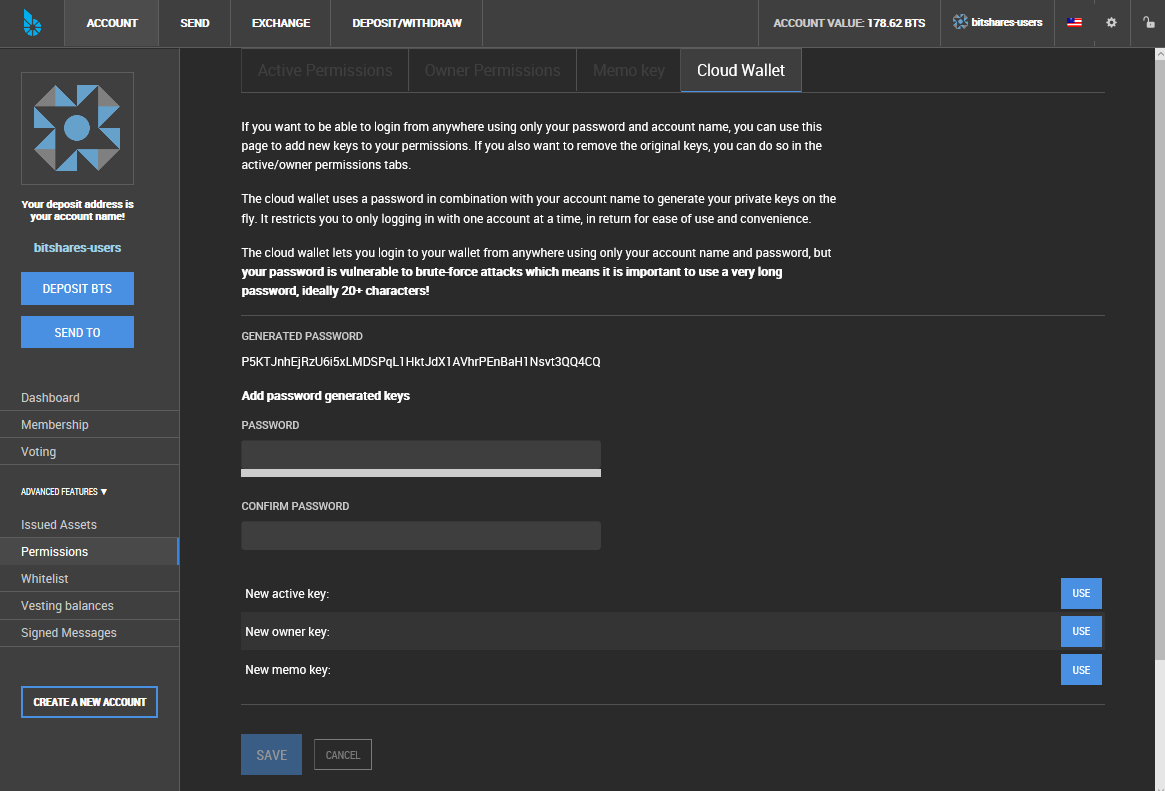 ACCOUNT
SEND
EXCHANGE
DEPOSIT/WITHDRAW
ACCOUNT VALUE: 178.62 BTS
bitshares-users
Your deposit address is
your account name!
bitshares-users
DEPOSIT BTS
SEND TO
Dashboard
Membership
Voting
ADVANCED FEATURES ▼
Issued Assets
Permissions
Whitelist
Vesting balances
Signed Messages
CREATE A NEW ACCOUNT
Active Permissions
Owner Permissions
Memo key
Cloud Wallet
If you want to be able to login from anywhere using only your password and account name, you can use this
page to add new keys to your permissions. If you also want to remove the original keys, you can do so in the
active/owner permissions tabs.
The cloud wallet uses a password in combination with your account name to generate your private keys on the
fly. It restricts you to only logging in with one account at a time, in return for ease of use and convenience.
The cloud wallet lets you login to your wallet from anywhere using only your account name and password, but
your password is vulnerable to brute-force attacks which means it is important to use a very long
password, ideally 20+ characters!
GENERATED PASSWORD
P5KTJnhEjRzU6i5xLMDSPqL1HktJdX1AVhrPEnBaH1Nsvt3QQ4CQ
Add password generated keys
PASSWORD
CONFIRM PASSWORD
New active key:
USE
New owner key:
USE
New memo key:
USE
SAVE
CANCEL